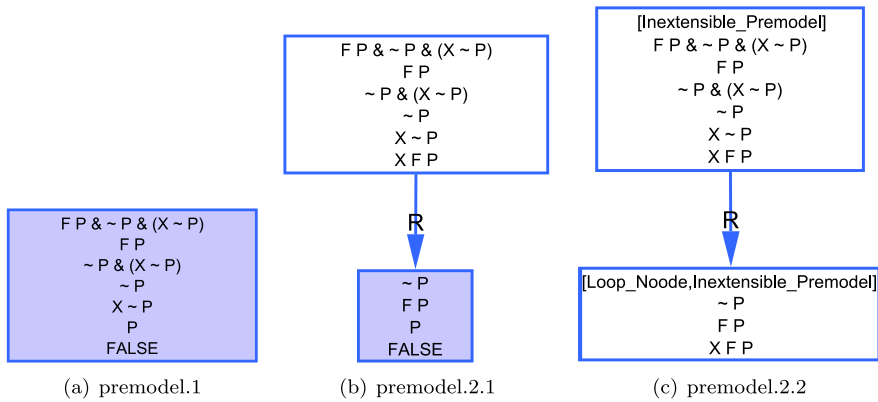 F P & ~ P & (X ~ P)
F P
~ P & (X ~ P)
~ P
X ~ P
P
FALSE
(a) premodel.1
F P & ~ P & (X ~ P)
F P
~ P & (X ~ P)
~ P
X ~ P
X F P
R
~ P
F P
P
FALSE
(b) premodel.2.1
[Inextensible_Premodel]
F P & ~ P & (X ~ P)
F P
~ P & (X ~ P)
~ P
X ~ P
X F P
R
[Loop_Noode,Inextensible_Premodel]
~ P
F P
X F P
(c) premodel.2.2